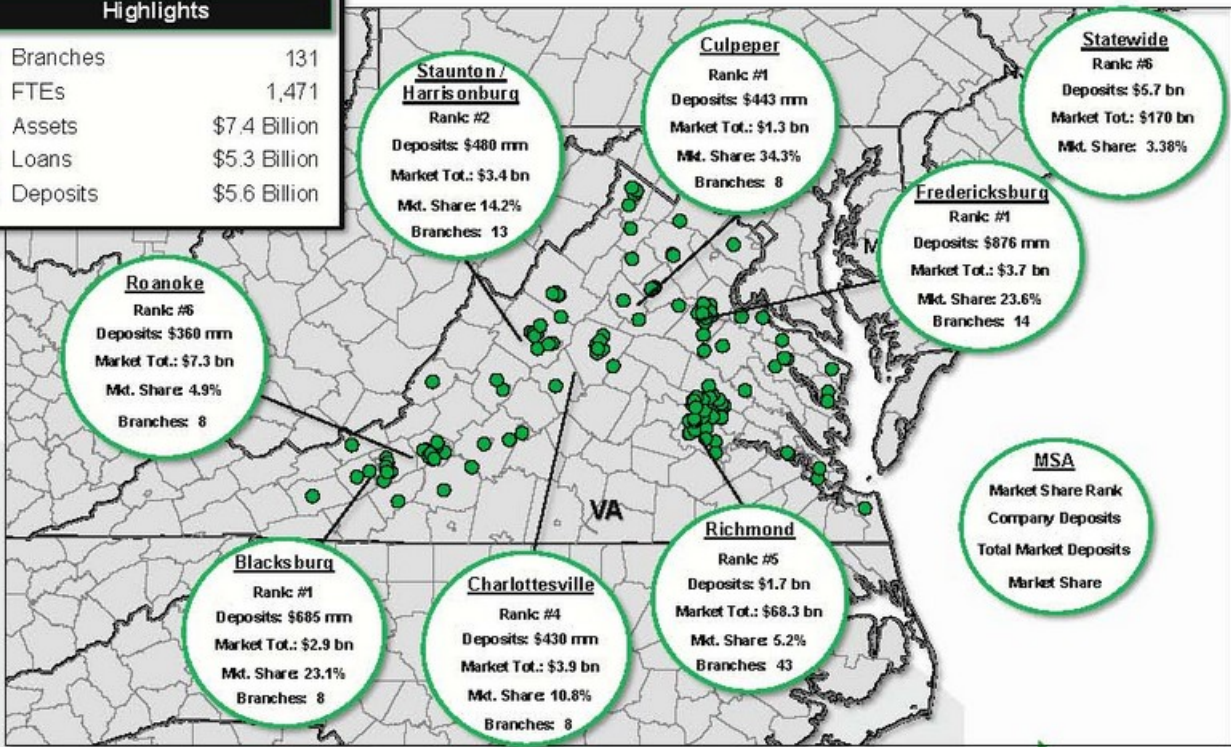 Highlights
Branches 131
FTEs 1,471
Assets $7.4 Billion
Loans $5.3 Billion
Deposits $5.6 Billion
Staunton /
Harrisonburg
Rank: #2
Deposits: $480 mm
Market Tot.: $3.4 bn
Mkt. Share: 14.2%
Branches: 13
Culpeper
Rank: #1
Deposits: $443 mm
Market Tot.: $1.3 bn
Mkt. Share: 34.3%
Branches: 8
Statewide
Rank: #6
Deposits: $5.7 bn
Market Tot.: $170 bn
Mkt. Share: 3.38%
Fredericksburg
Rank: #1
Deposits: $876 mm
Market Tot.: $3.7 bn
Mkt. Share: 23.6%
Branches: 14
Roanoke
Rank: #6
Deposits: $360 mm
Market Tot.: $7.3 bn
Mkt. Share: 4.9%
Branches: 8
VA
MSA
Market Share Rank
Company Deposits
Total Market Deposits
Market Share
Blacksburg
Rank: #1
Deposits: $685 mm
Market Tot.: $2.9 bn
Mkt. Share: 23.1%
Branches: 8
Charlottesville
Rank: #4
Deposits: $430 mm
Market Tot.: $3.9 bn
Mkt. Share: 10.8%
Branches: 8
Richmond
Rank: #5
Deposits: $1.7 bn
Market Tot.: $68.3 bn
Mkt. Share: 5.2%
Branches: 43